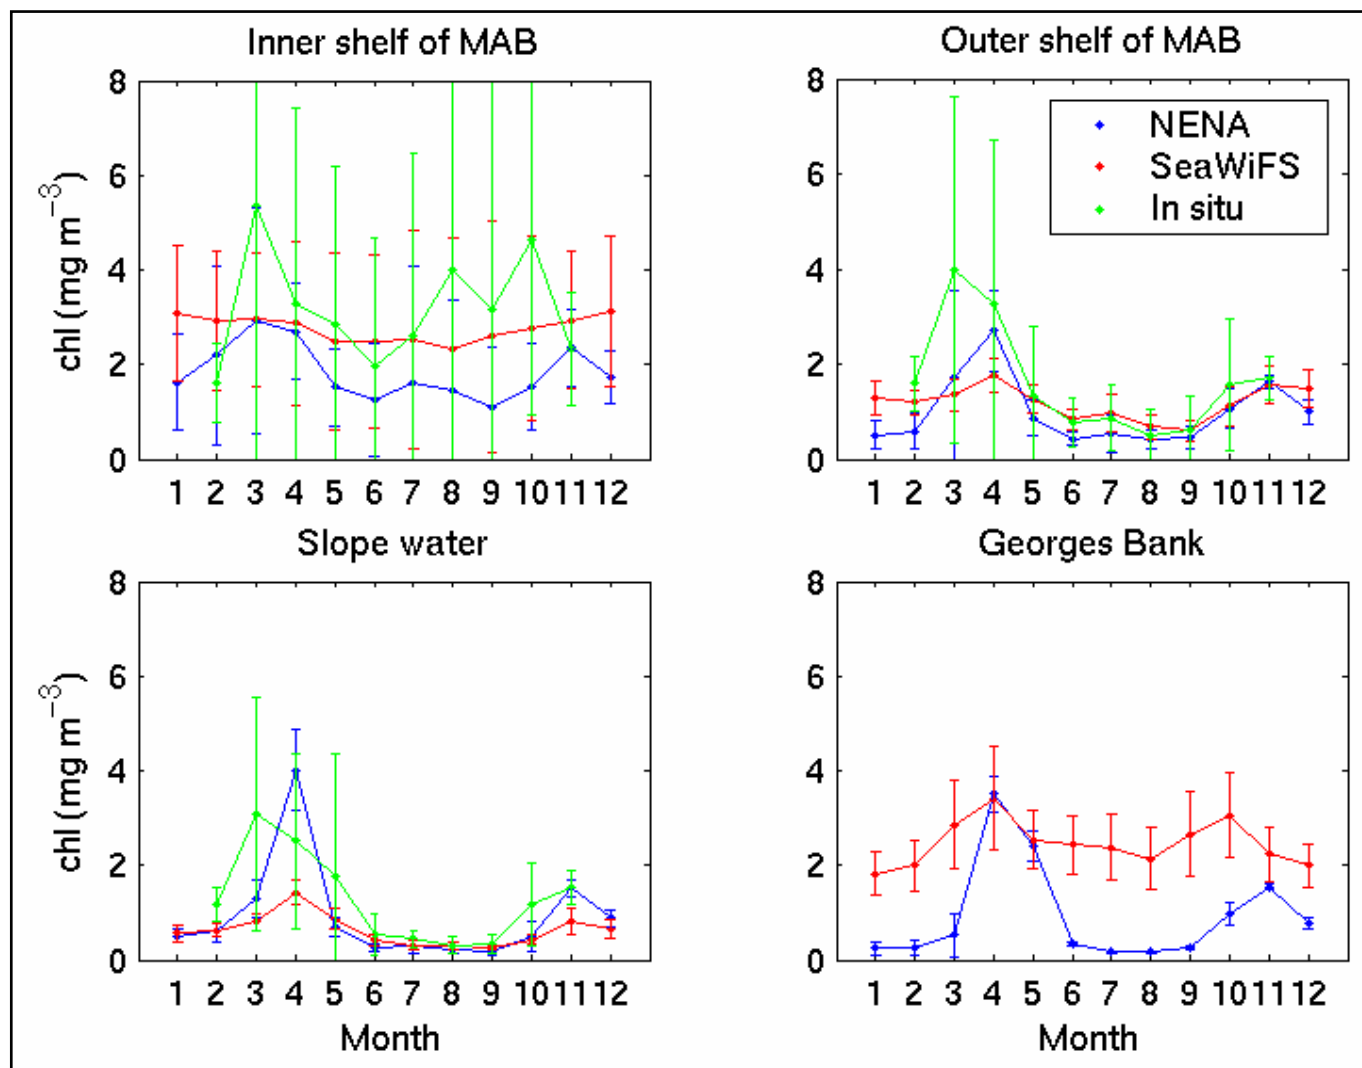 Inner shelf of MAB
8
6
4
2
0
chl (mg m−3)
1 2 3 4 5 6 7 8 9 10 11 12
Outer shelf of MAB
8
6
4
2
0
NENA
SeaWiFS
In situ
1 2 3 4 5 6 7 8 9 10 11 12
Slope water
8
6
4
2
0
chl (mg m−3)
1 2 3 4 5 6 7 8 9 10 11 12
Month
Georges Bank
8
6
4
2
0
1 2 3 4 5 6 7 8 9 10 11 12
Month